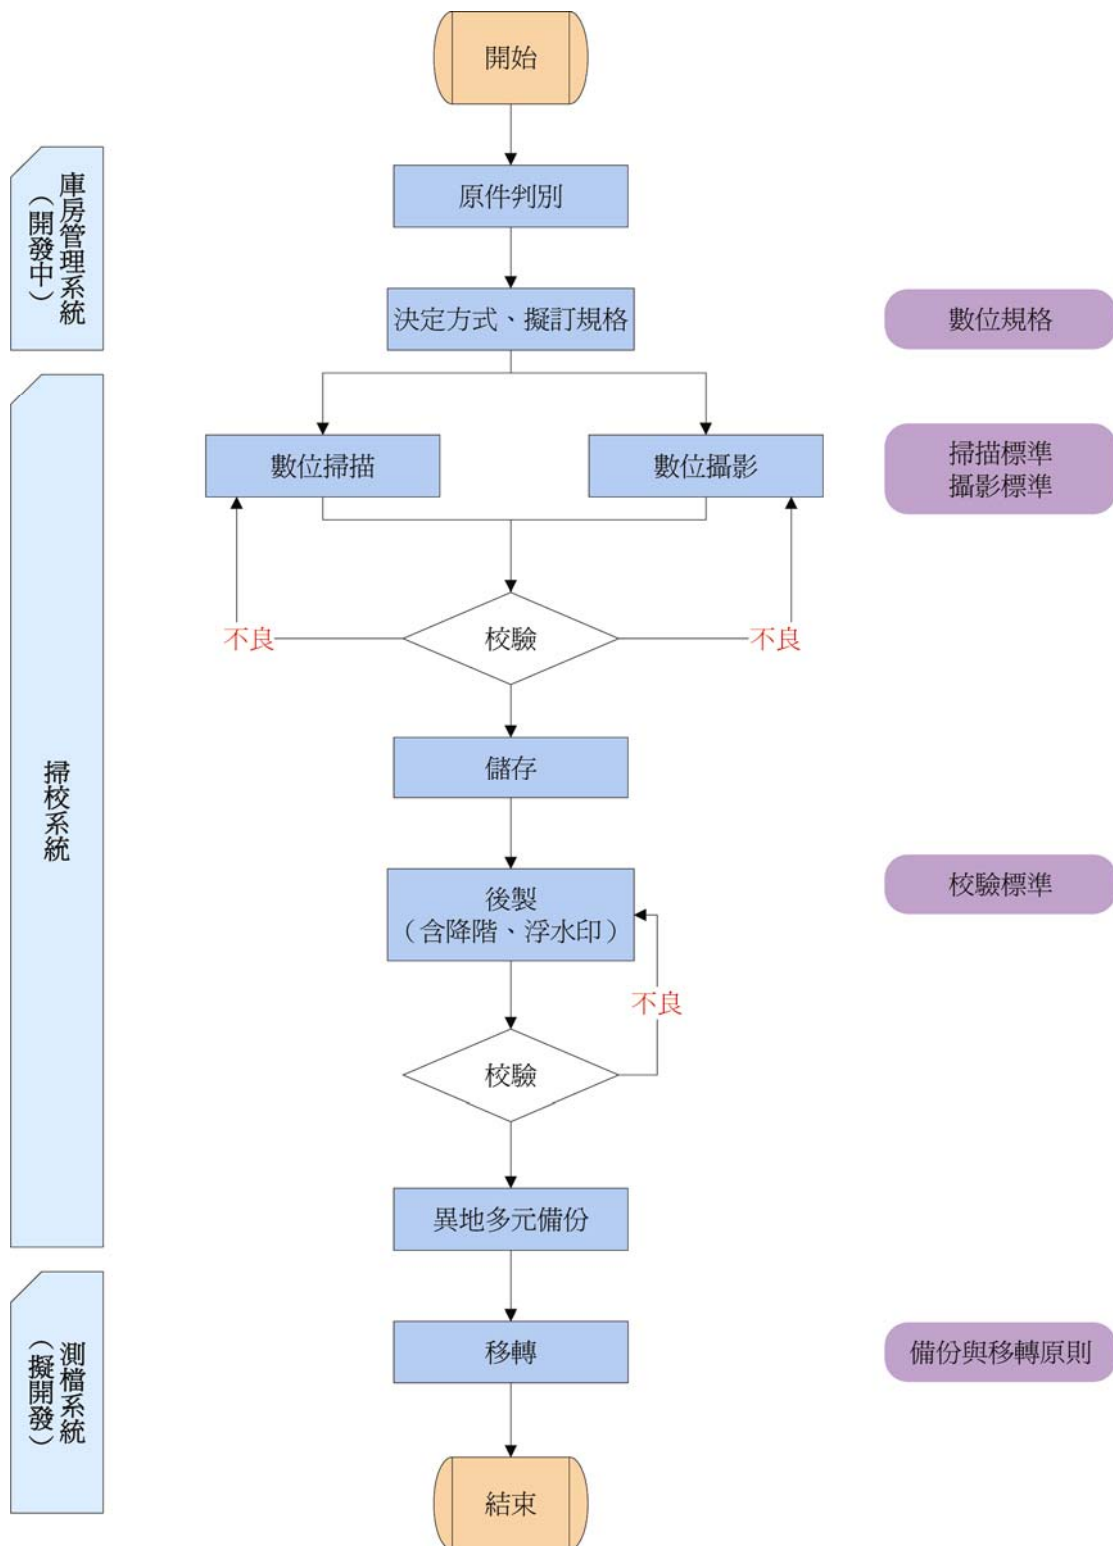 開始
庫房管理系統
（開發中）
原件判別
決定方式、擬訂規格
數位規格
掃校系統
數位掃描
數位攝影
掃描標準
攝影標準
不良
校驗
不良
儲存
後製
（含降階、浮水印）
校驗標準
不良
校驗
異地多元備份
測檔系統
（擬開發）
移轉
備份與移轉原則
結束